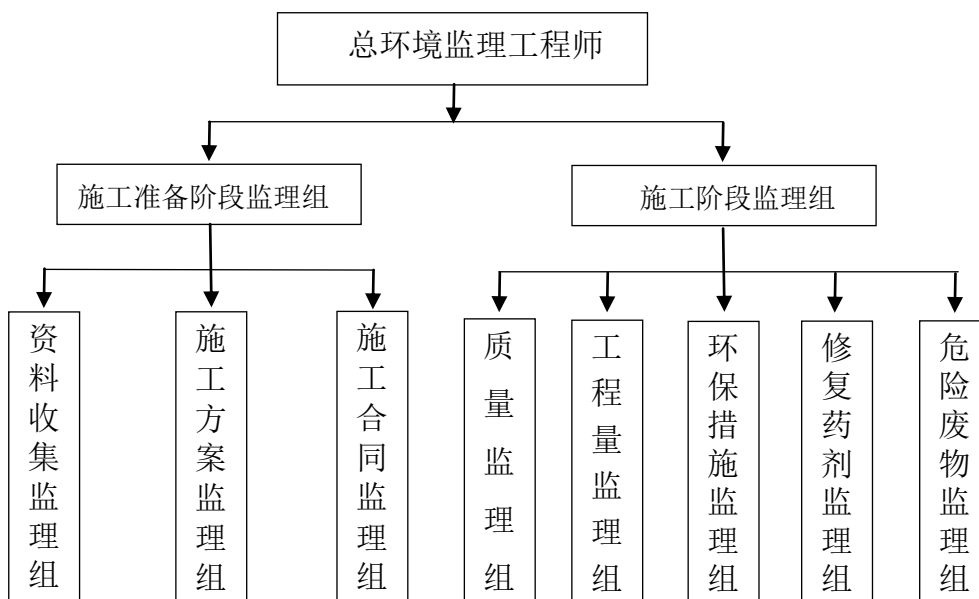 总环境监理工程师
施工准备阶段监理组
施工阶段监理组
资料收集监理组
施工方案监理组
施工合同监理组
质量监理组
工程量监理组
环保措施监理组
修复药剂监理组
危险废物监理组